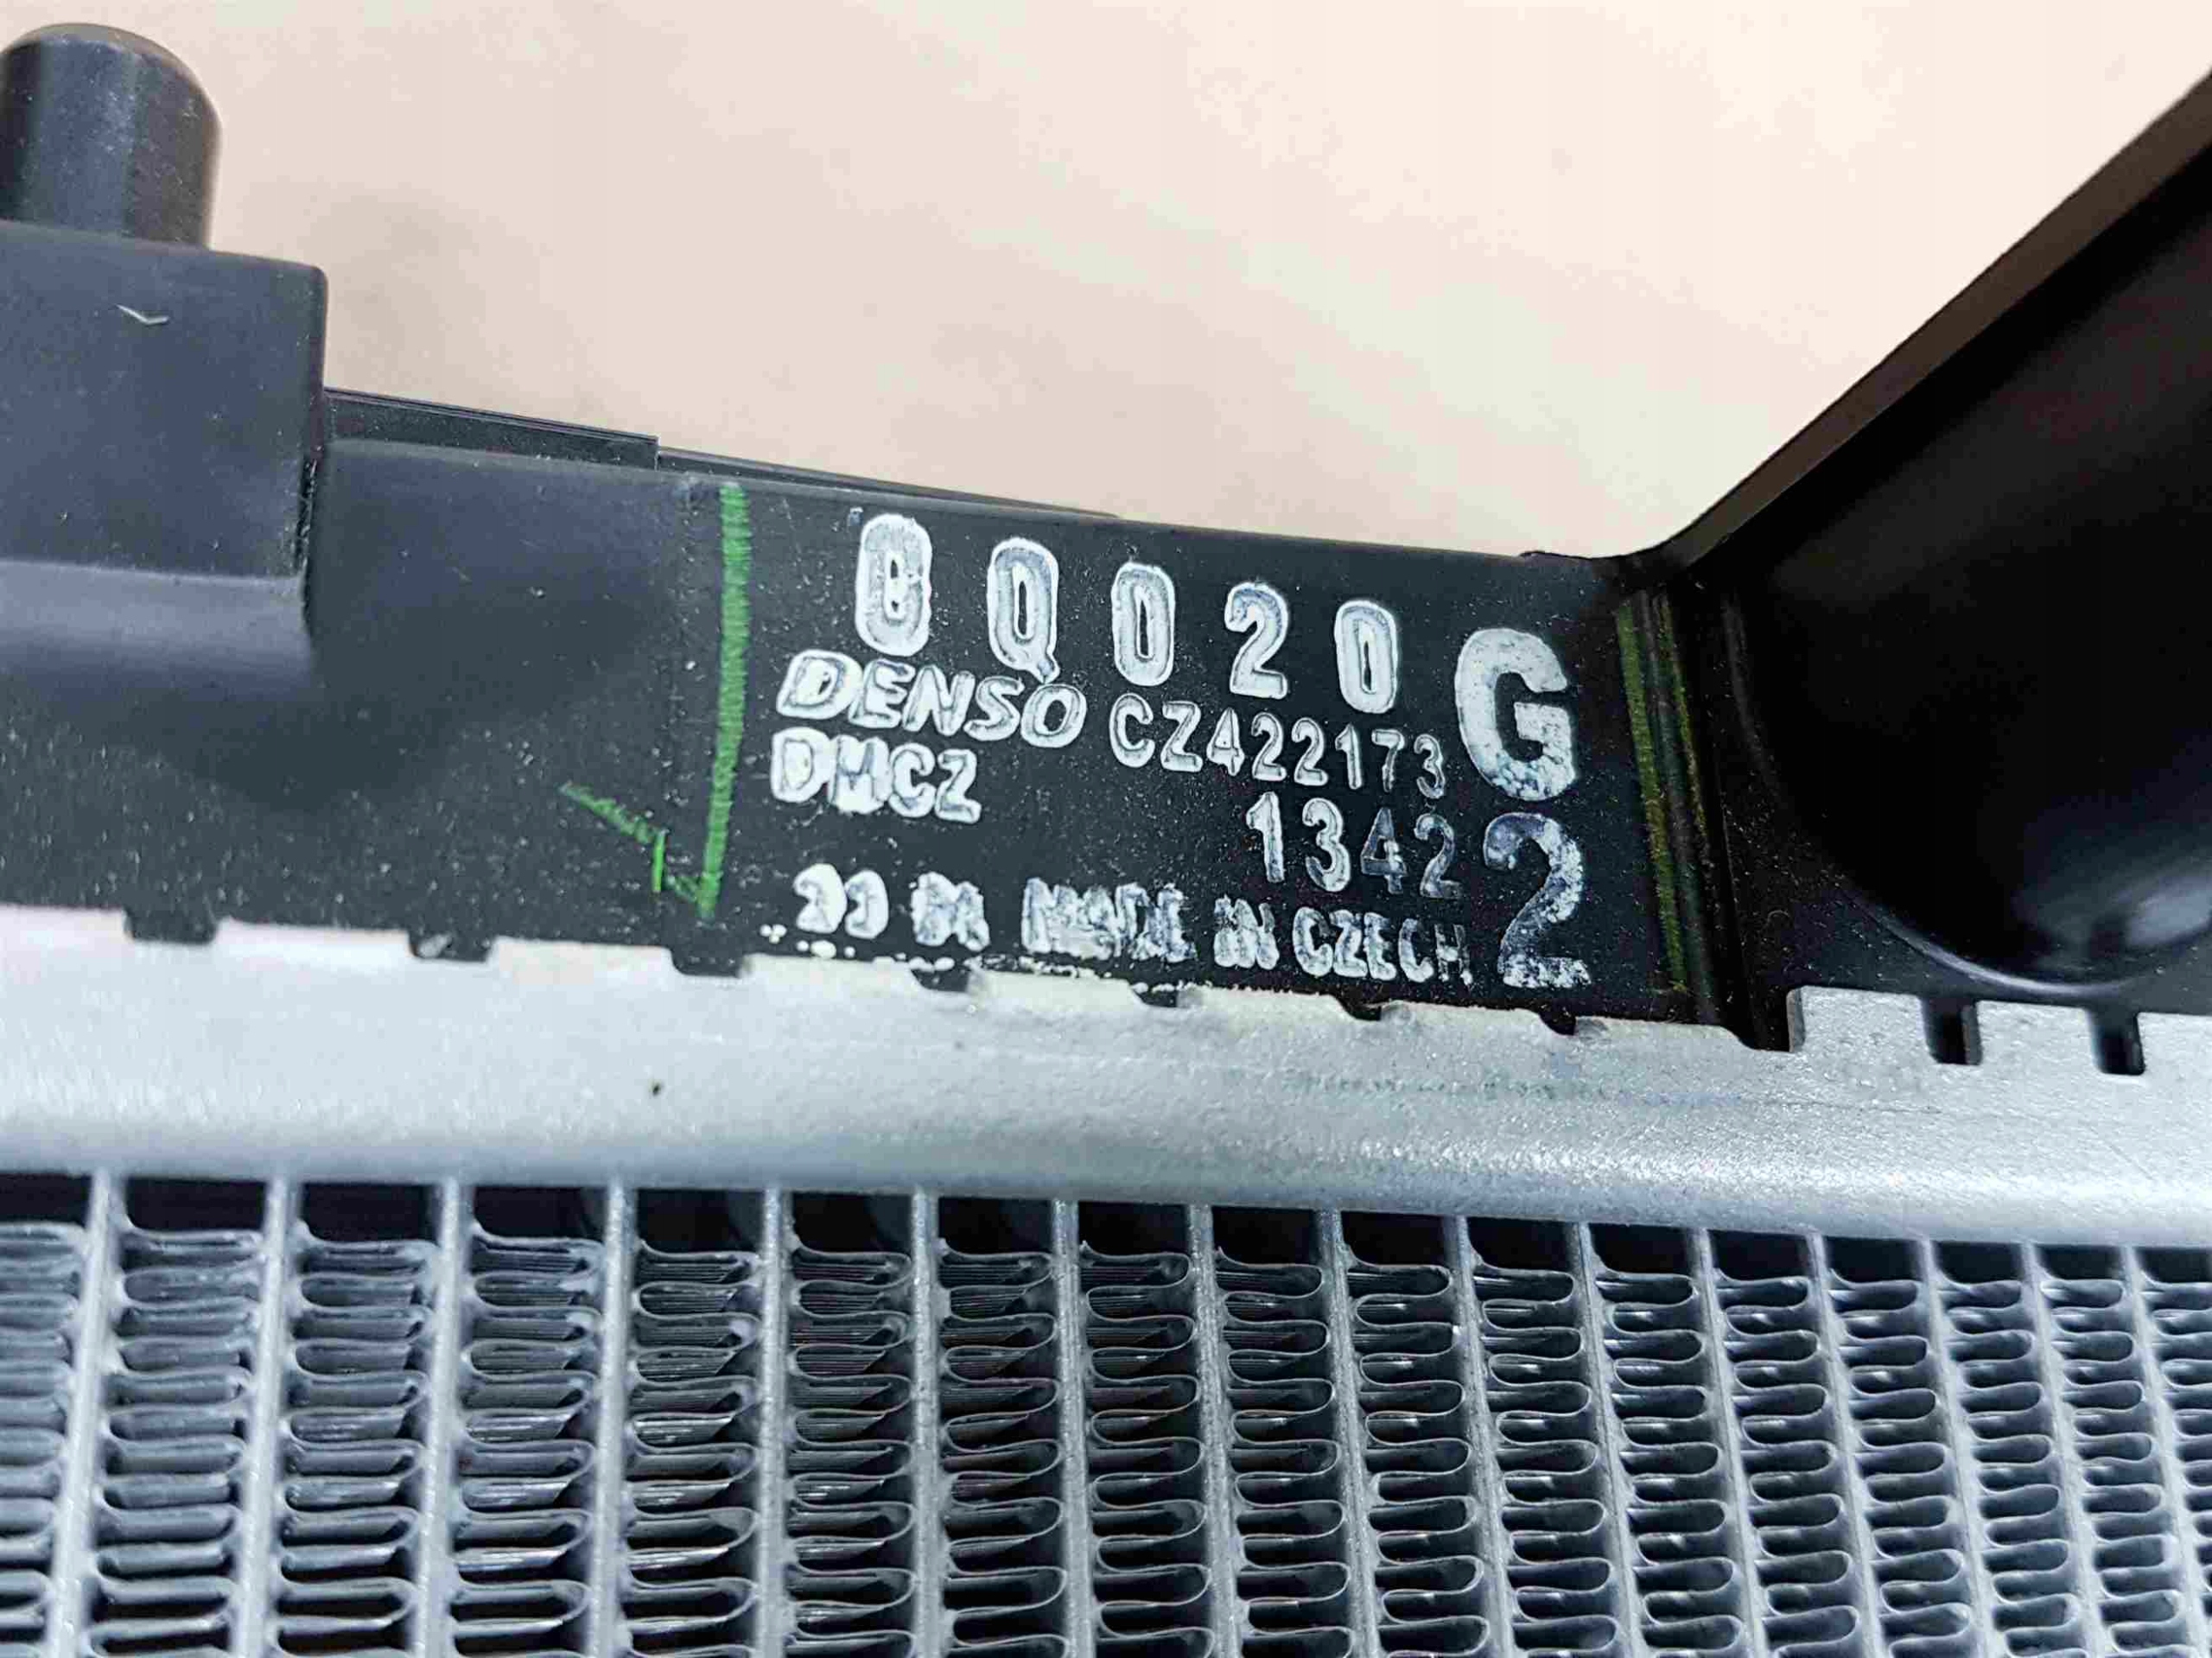 0Q020 G
DENSO CZ422173
DMCZ 1342 2
MADE IN CZECH